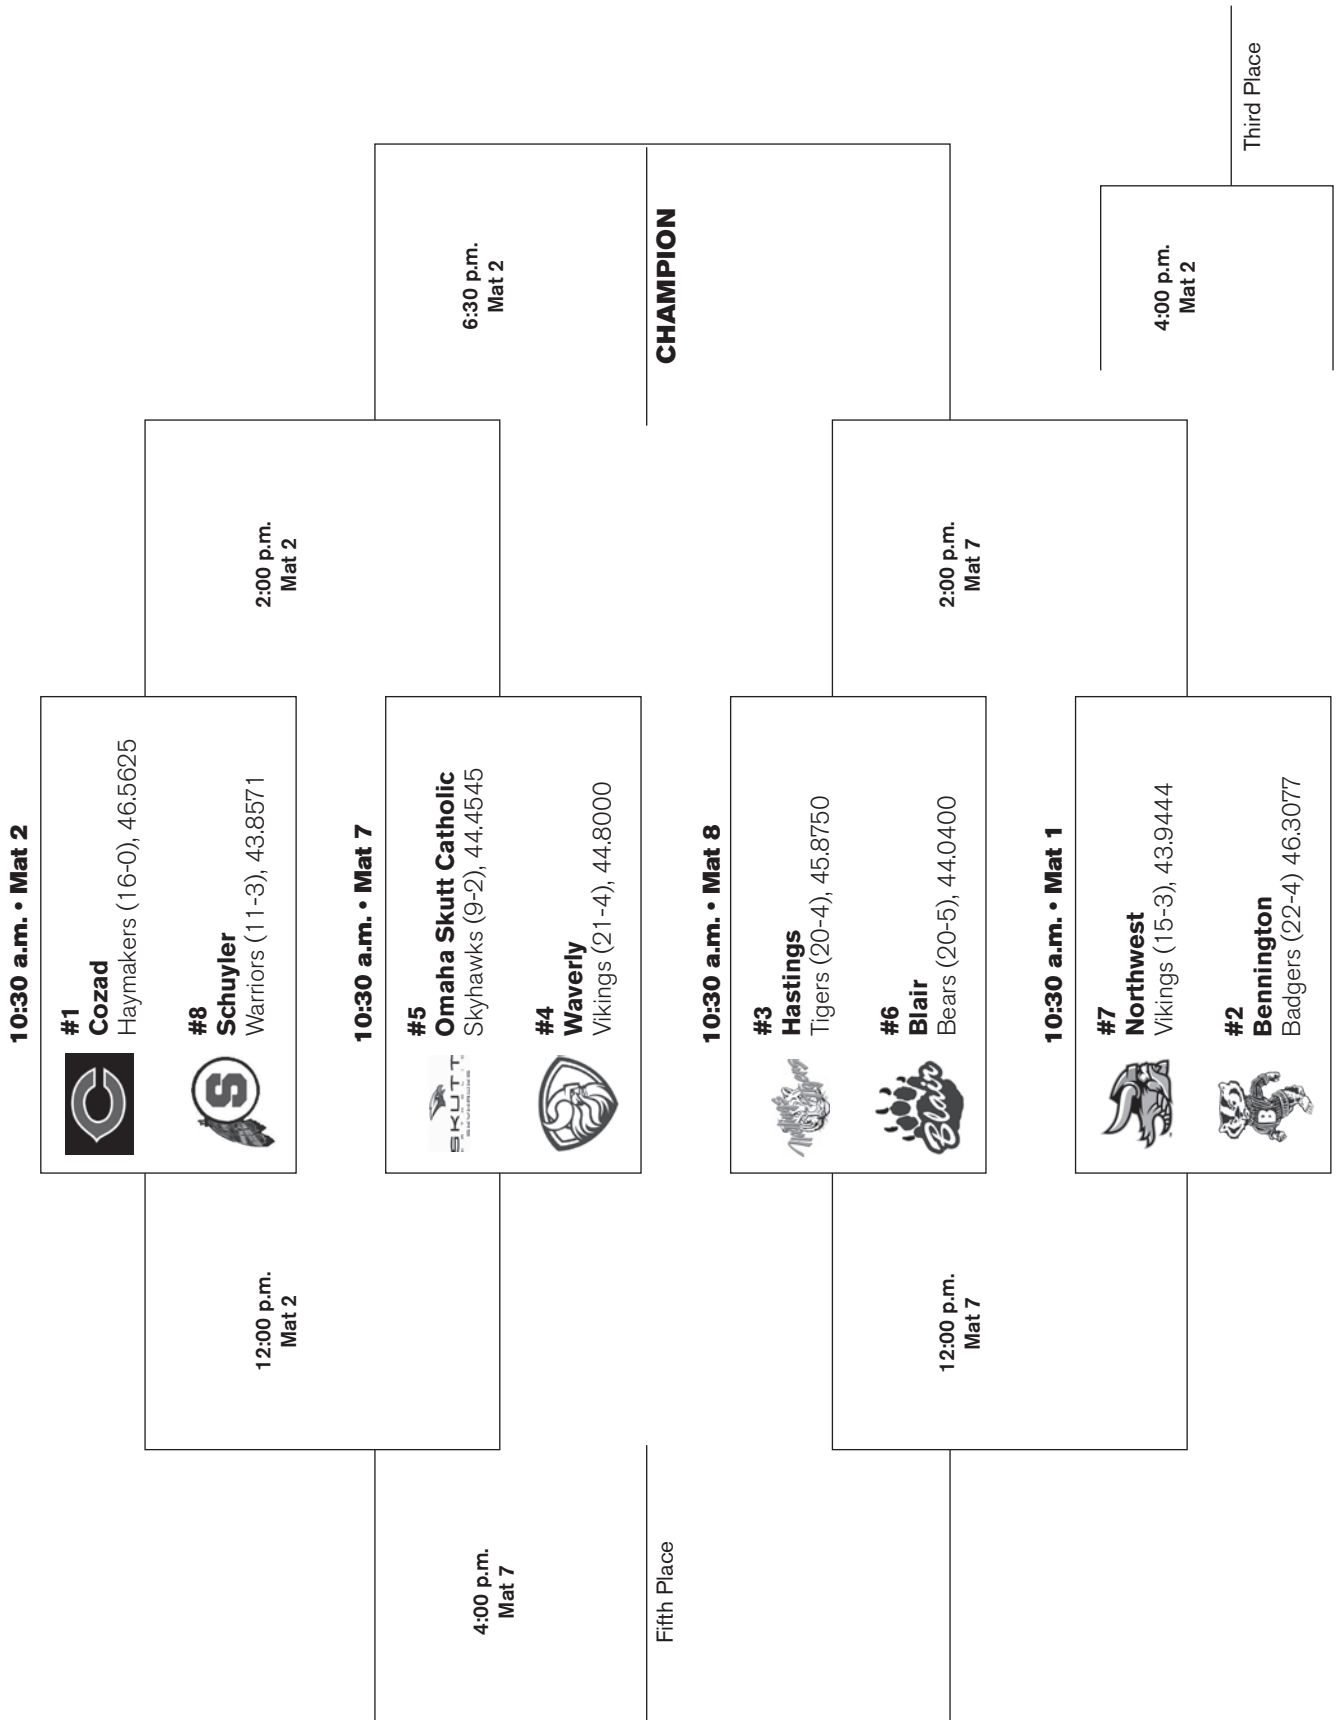 10:30 a.m. • Mat 2
#1
Cozad
Haymakers (16-0), 46.5625
#8
Schuyler
Warriors (11-3), 43.8571
S
10:30 a.m. • Mat 7
#5
Omaha Skutt Catholic
Skyhawks (9-2), 44.4545
SKUTT
#4
Waverly
Vikings (21-4), 44.8000
10:30 a.m. • Mat 8
#3
Hastings
Tigers (20-4), 45.8750
#6
Blair
Bears (20-5), 44.0400
Blair
10:30 a.m. • Mat 1
#7
Northwest
Vikings (15-3), 43.9444
#2
Bennington
Badgers (22-4) 46.3077
B
12:00 p.m.
Mat 2
12:00 p.m.
Mat 7
4:00 p.m.
Mat 7
Fifth Place
2:00 p.m.
Mat 2
2:00 p.m.
Mat 7
6:30 p.m.
Mat 2
CHAMPION
4:00 p.m.
Mat 2
Third Place